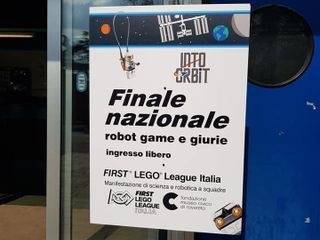 INTO
ORBIT
Finale
nazionale
robot game e giurie
ingresso libero
FIRST® LEGO® League Italia
Manifestazione di scienza e robotica a squadre
FIRST
LEGO
LEAGUE
ITALIA
fondazione
museo civico
di rovereto